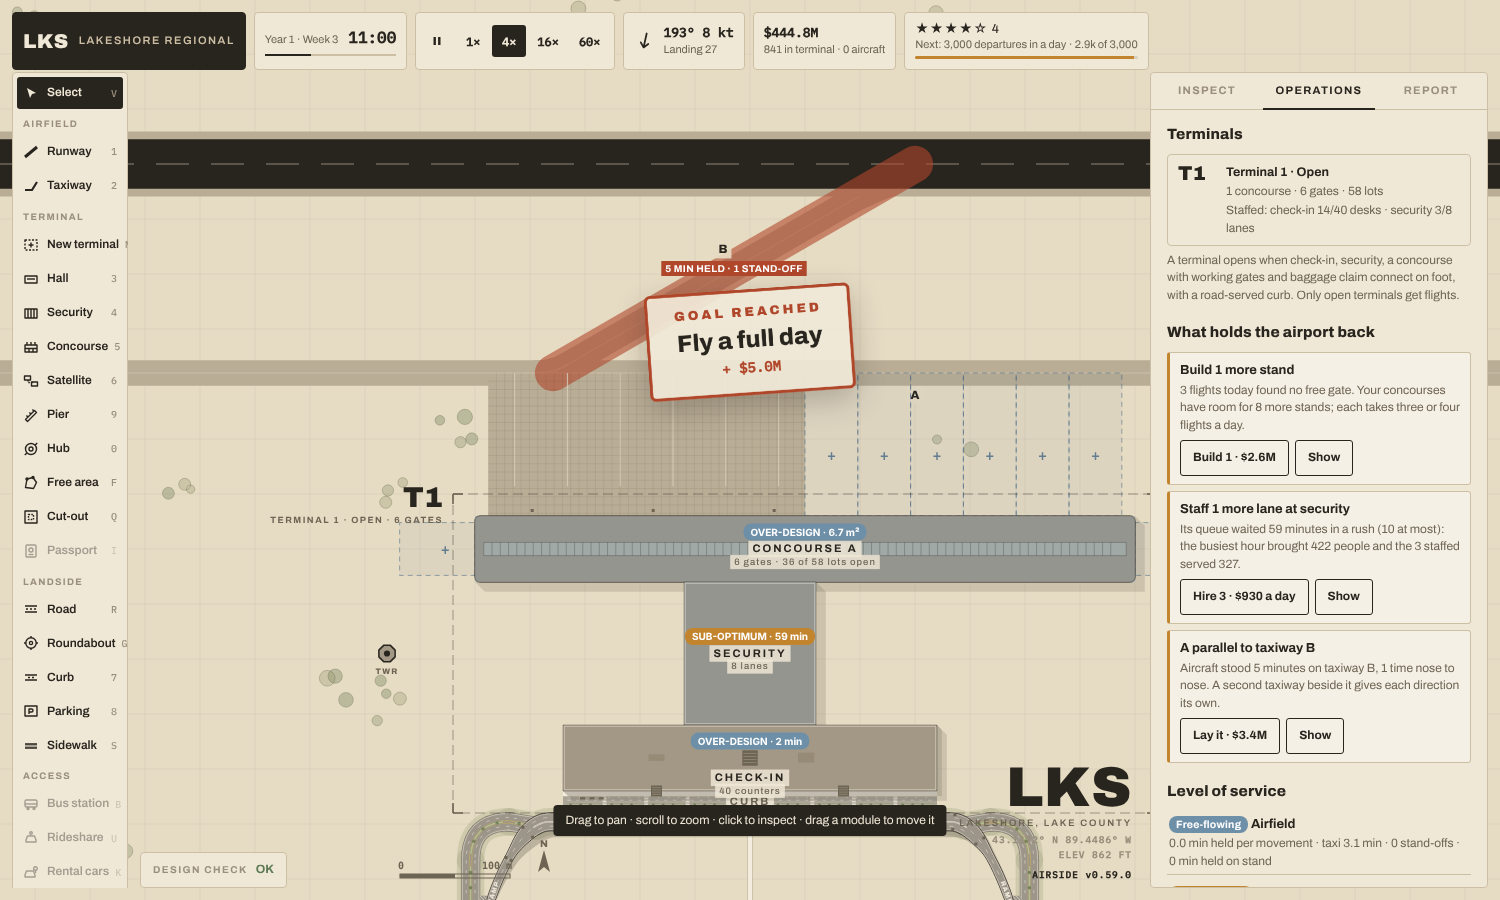 LKS LAKESHORE REGIONAL
Year 1 · Week 3 11:00
1× 4× 16× 60×
193° 8 kt
Landing 27
$444.8M
841 in terminal · 0 aircraft
★★★★☆ 4
Next: 3,000 departures in a day · 2.9k of 3,000
Select V
AIRFIELD
Runway 1
Taxiway 2
TERMINAL
New terminal
Hall 3
Security 4
Concourse 5
Satellite 6
Pier 9
Hub 0
Free area F
Cut-out Q
Passport I
LANDSIDE
Road R
Roundabout G
Curb 7
Parking 8
Sidewalk S
ACCESS
Bus station B
Rideshare U
Rental cars K
B
5 MIN HELD · 1 STAND-OFF
GOAL REACHED
Fly a full day
+ $5.0M
A
T1
TERMINAL 1 · OPEN · 6 GATES
OVER-DESIGN · 6.7 m²
CONCOURSE A
6 gates · 36 of 58 lots open
SUB-OPTIMUM · 59 min
SECURITY
8 lanes
TWR
OVER-DESIGN · 2 min
CHECK-IN
40 counters
CURB
Drag to pan · scroll to zoom · click to inspect · drag a module to move it
DESIGN CHECK OK
0 100 m
N
LKS
LAKESHORE, LAKE COUNTY
N 89.4486° W
ELEV 862 FT
AIRSIDE v0.59.0
INSPECT OPERATIONS REPORT
Terminals
T1 Terminal 1 · Open
1 concourse · 6 gates · 58 lots
Staffed: check-in 14/40 desks · security 3/8
lanes
A terminal opens when check-in, security, a concourse
with working gates and baggage claim connect on foot,
with a road-served curb. Only open terminals get flights.
What holds the airport back
Build 1 more stand
3 flights today found no free gate. Your concourses
have room for 8 more stands; each takes three or four
flights a day.
Build 1 · $2.6M Show
Staff 1 more lane at security
Its queue waited 59 minutes in a rush (10 at most):
the busiest hour brought 422 people and the 3 staffed
served 327.
Hire 3 · $930 a day Show
A parallel to taxiway B
Aircraft stood 5 minutes on taxiway B, 1 time nose to
nose. A second taxiway beside it gives each direction
its own.
Lay it · $3.4M Show
Level of service
Free-flowing Airfield
0.0 min held per movement · taxi 3.1 min · 0 stand-offs ·
0 min held on stand